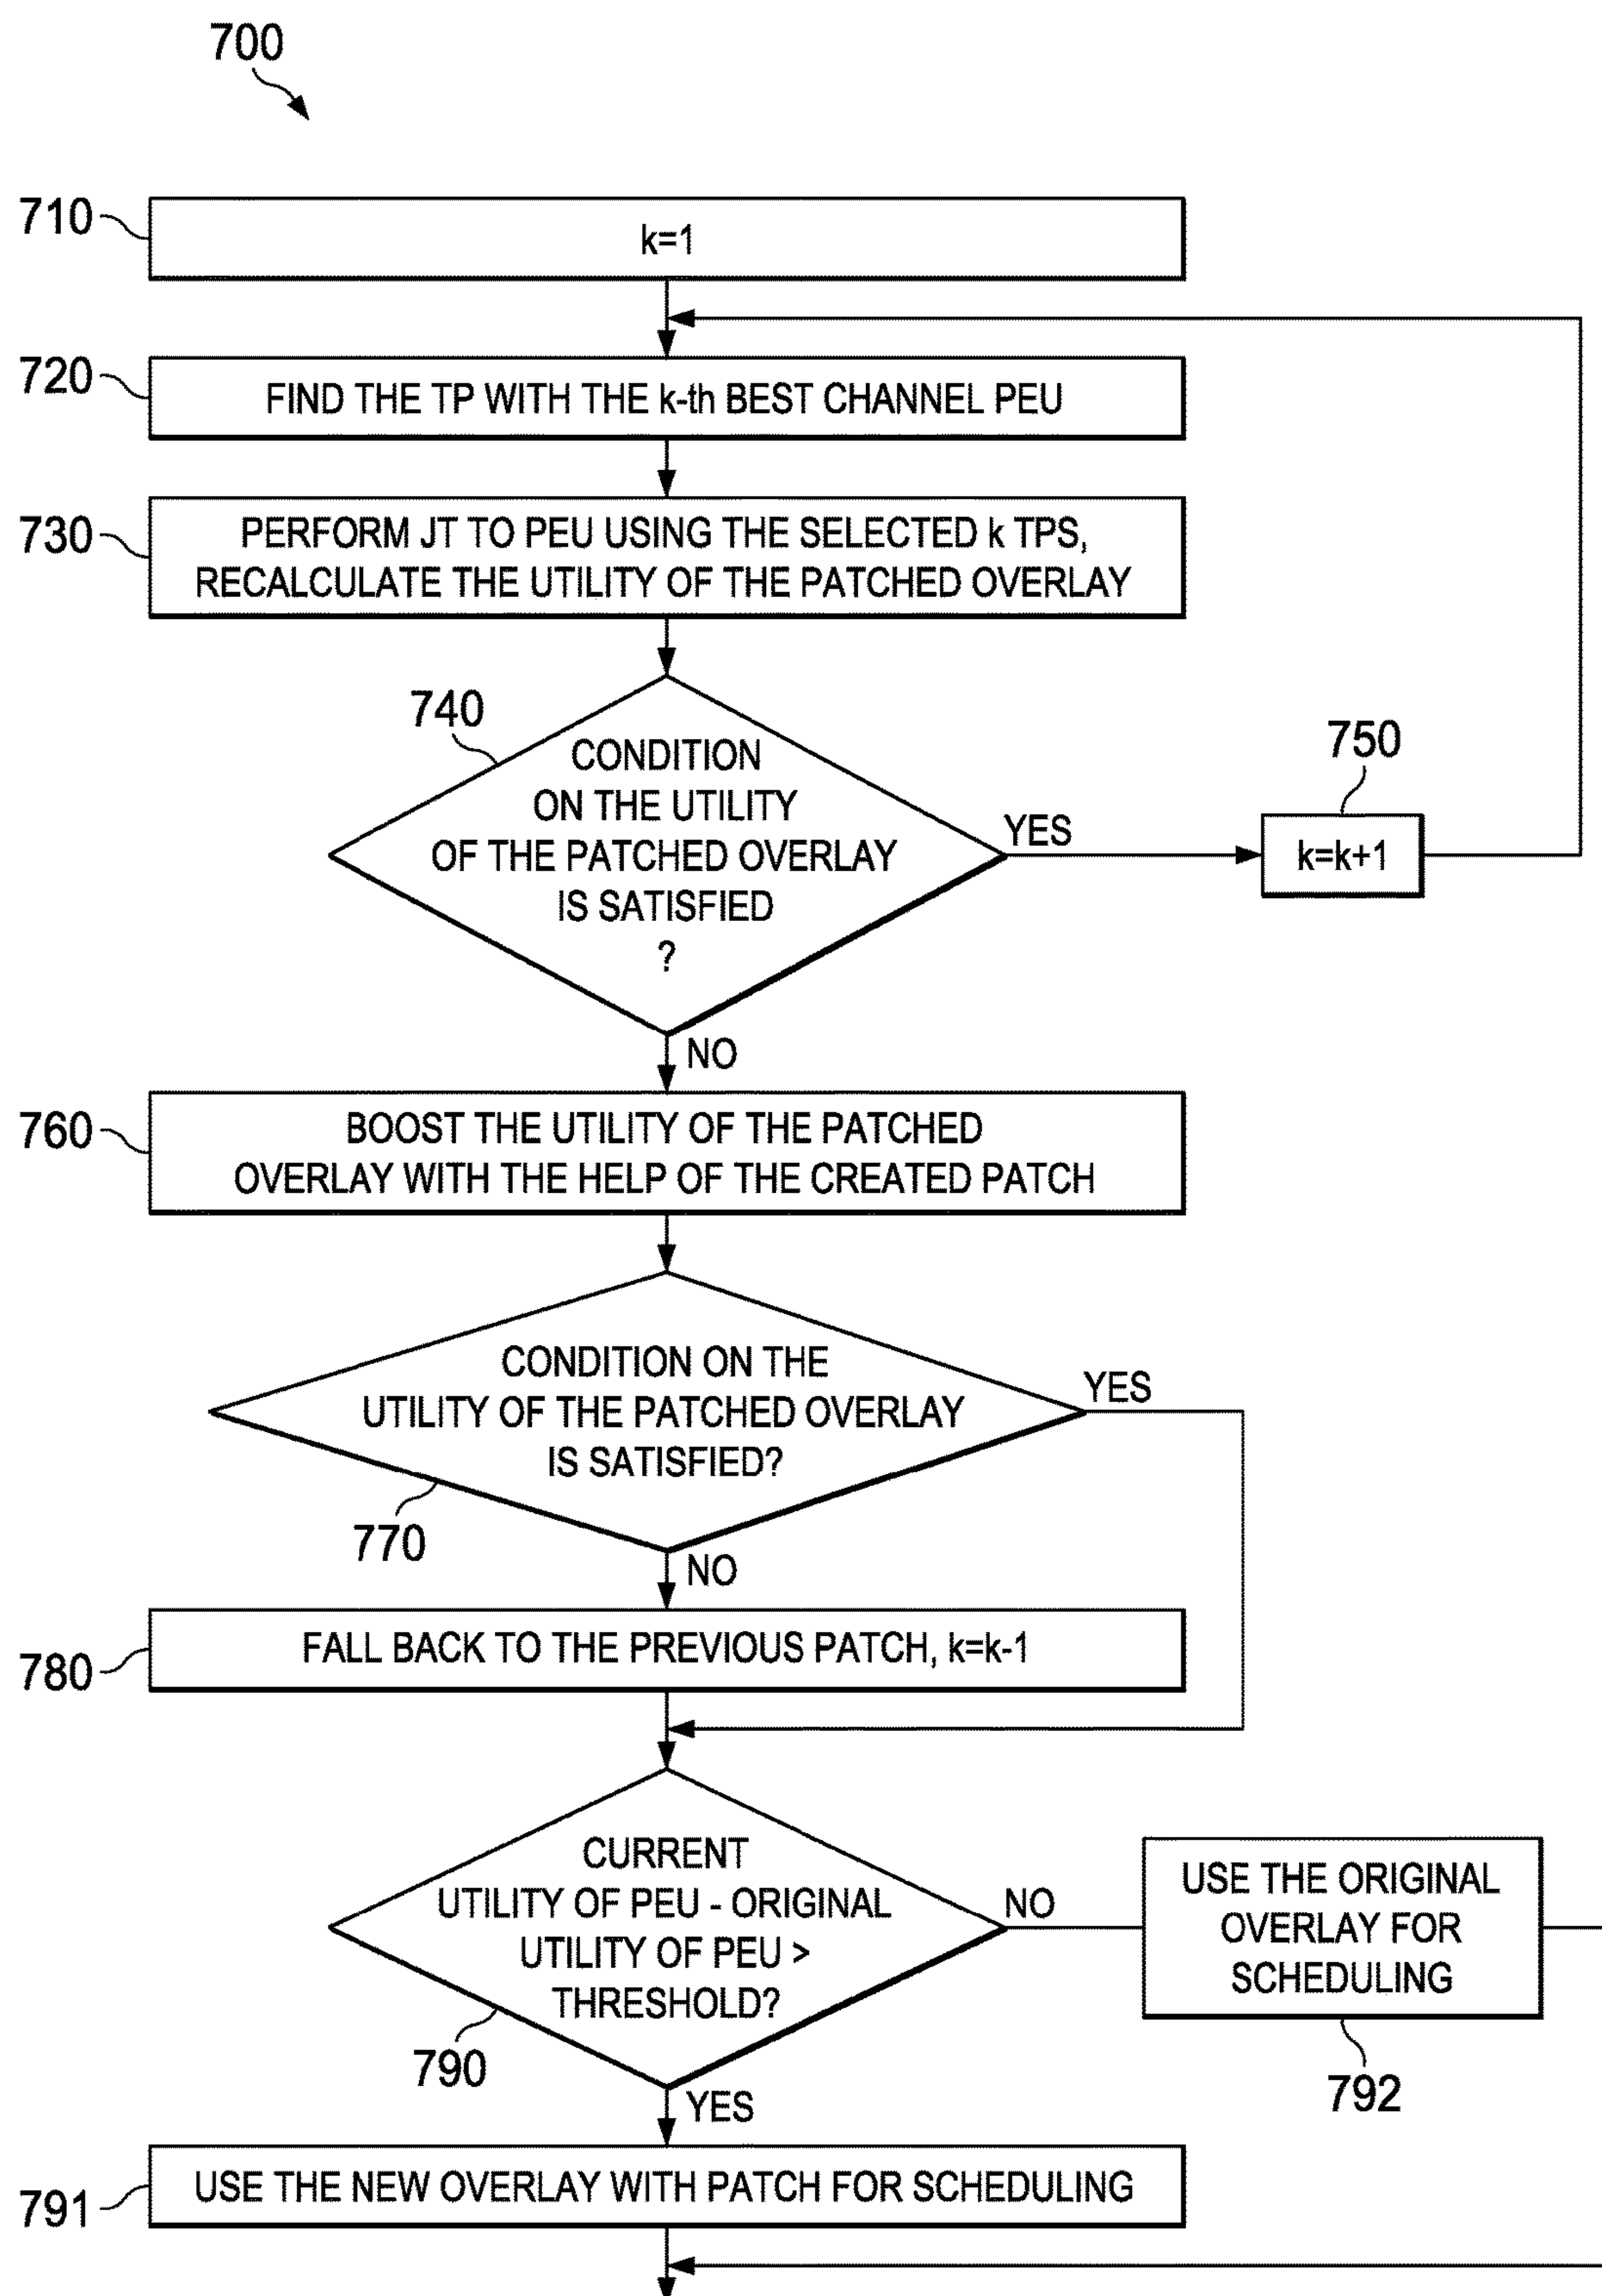 700
710
k=1
720
FIND THE TP WITH THE k-th BEST CHANNEL PEU
730
PERFORM JT TO PEU USING THE SELECTED k TPS,
RECALCULATE THE UTILITY OF THE PATCHED OVERLAY
740
CONDITION
ON THE UTILITY
OF THE PATCHED OVERLAY
IS SATISFIED
?
YES
750
k=k+1
NO
760
BOOST THE UTILITY OF THE PATCHED
OVERLAY WITH THE HELP OF THE CREATED PATCH
CONDITION ON THE
UTILITY OF THE PATCHED OVERLAY
IS SATISFIED?
YES
770
NO
780
FALL BACK TO THE PREVIOUS PATCH, k=k-1
CURRENT
UTILITY OF PEU - ORIGINAL
UTILITY OF PEU >
THRESHOLD?
790
NO
USE THE ORIGINAL
OVERLAY FOR
SCHEDULING
792
YES
791
USE THE NEW OVERLAY WITH PATCH FOR SCHEDULING